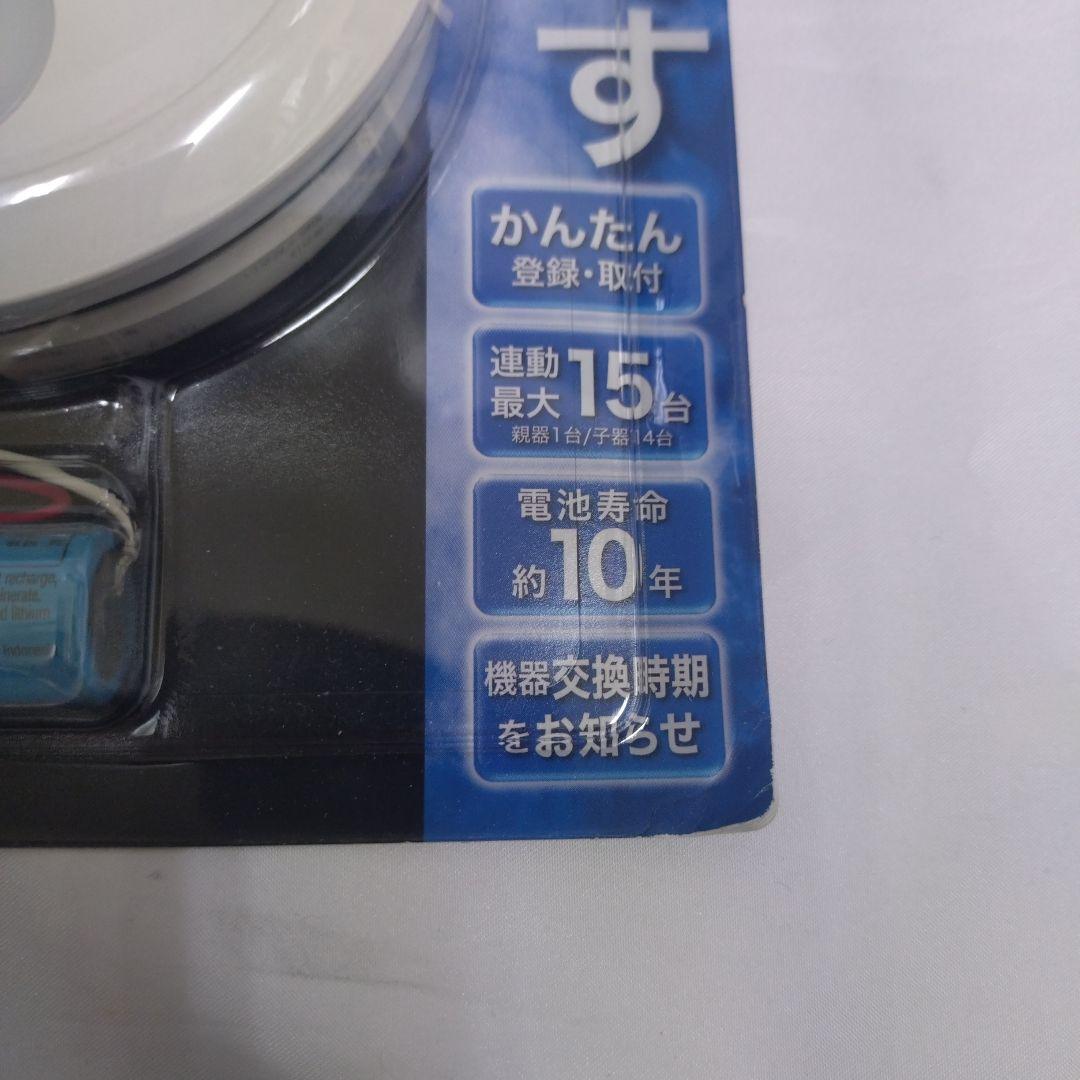 す
かんたん
登録・取付
連動
最大15台
親器1台/子器14台
電池寿命
約10年
機器交換時期
をお知らせ
recharge,
d lithium